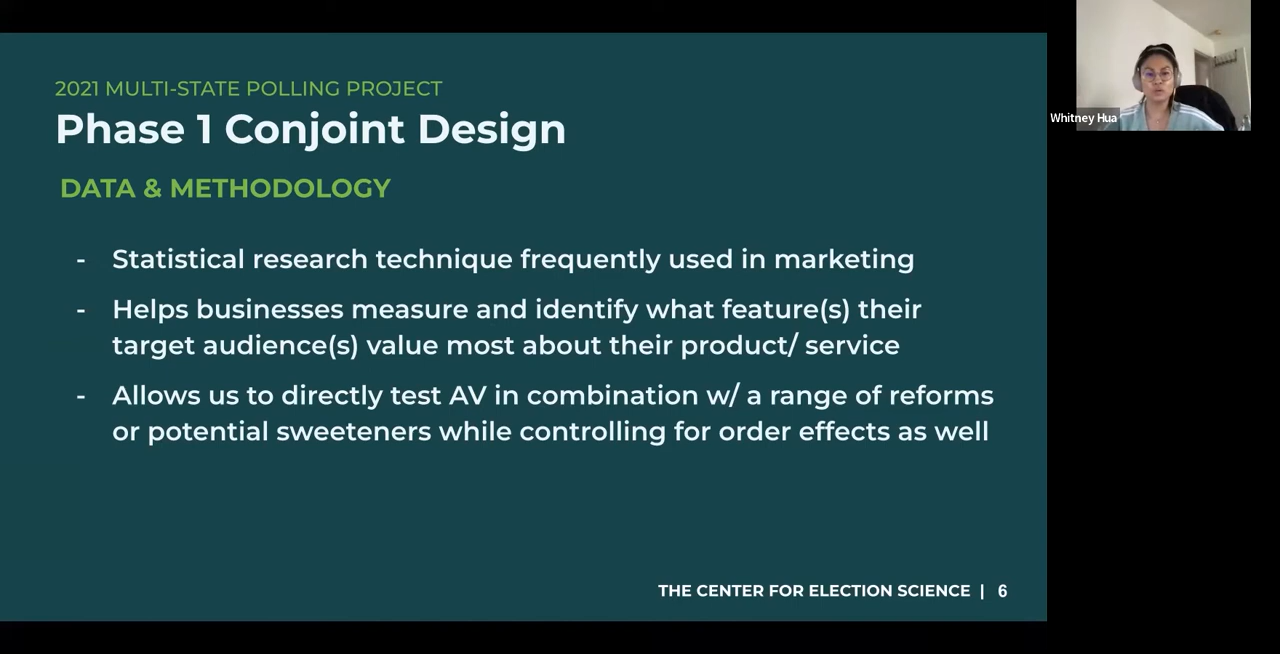 2021 MULTI-STATE POLLING PROJECT
Phase 1 Conjoint Design
DATA & METHODOLOGY
- Statistical research technique frequently used in marketing
- Helps businesses measure and identify what feature(s) their
target audience(s) value most about their product/ service
- Allows us to directly test AV in combination w/ a range of reforms
or potential sweeteners while controlling for order effects as well
THE CENTER FOR ELECTION SCIENCE | 6
Whitney Hua